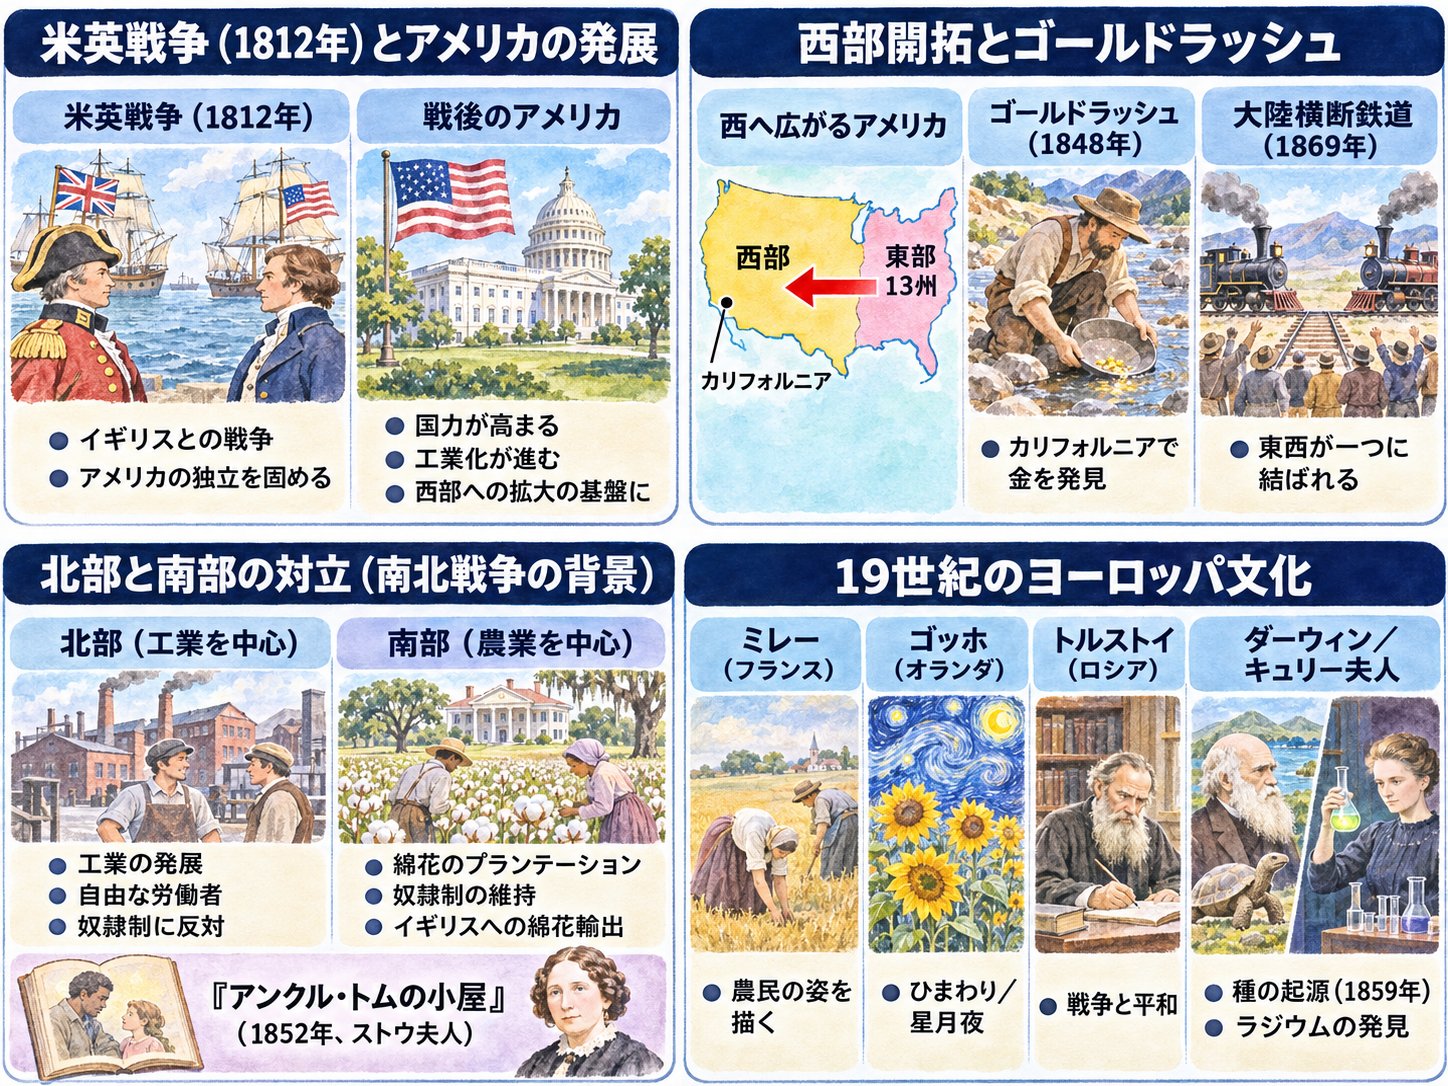 米英戦争(1812年)とアメリカの発展
米英戦争(1812年)
イギリスとの戦争
アメリカの独立を固める
戦後のアメリカ
国力が高まる
工業化が進む
西部への拡大の基盤に
西部開拓とゴールドラッシュ
西へ広がるアメリカ
西部
東部
13州
カリフォルニア
ゴールドラッシュ
(1848年)
カリフォルニアで
金を発見
大陸横断鉄道
(1869年)
東西が一つに
結ばれる
北部と南部の対立(南北戦争の背景)
北部(工業を中心)
工業の発展
自由な労働者
奴隷制に反対
南部(農業を中心)
綿花のプランテーション
奴隷制の維持
イギリスへの綿花輸出
『アンクル・トムの小屋』
(1852年、ストウ夫人)
19世紀のヨーロッパ文化
ミレー
(フランス)
農民の姿を
描く
ゴッホ
(オランダ)
ひまわり/
星月夜
トルストイ
(ロシア)
戦争と平和
ダーウィン/
キュリー夫人
種の起源(1859年)
ラジウムの発見